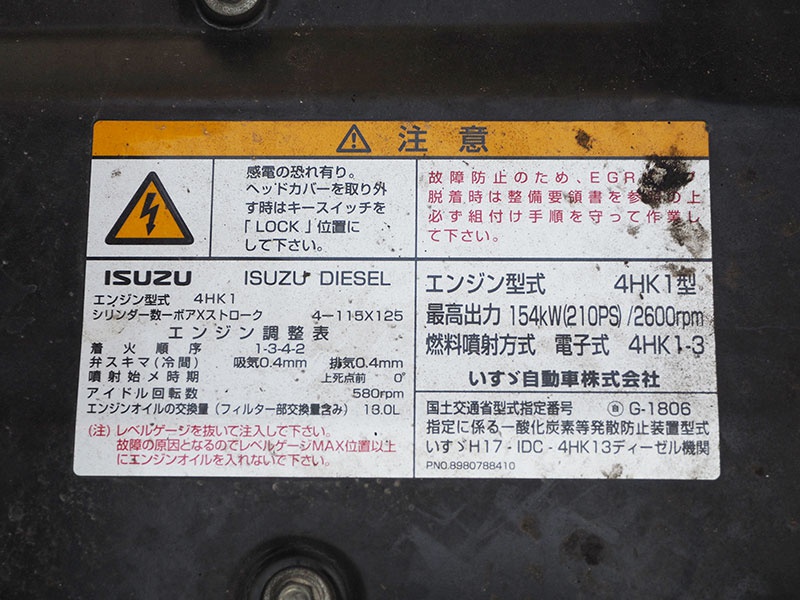 注意
感電の恐れ有り。
ヘッドカバーを取り外
す時はキースイッチを
「LOCK」位置に
して下さい。
故障防止のため、EGR
脱着時は整備要領書を参 の上
必ず組付け手順を守って作業し
て下さい。
ISUZU ISUZU DIESEL
エンジン型式 4HK1
シリンダー数ーボアXストローク 4-115X125
エンジン調整表
着火順序 1-3-4-2
弁スキマ(冷間) 吸気0.4mm 排気0.4mm
噴射始メ時期 上死点前 0°
アイドル回転数 580rpm
エンジンオイルの交換量(フィルター部交換量含み) 13.0L
(注)レベルゲージを抜いて注入して下さい。
故障の原因となるのでレベルゲージMAX位置以上
にエンジンオイルを入れないで下さい。
エンジン型式 4HK1型
最高出力 154kW(210PS)/2600rpm
燃料噴射方式 電子式 4HK1-3
いすゞ自動車株式会社
国土交通省型式指定番号 G-1806
指定に係る一酸化炭素等発散防止装置型式
いすゞH17-IDC-4HK13ディーゼル機関
PNO.8980788410